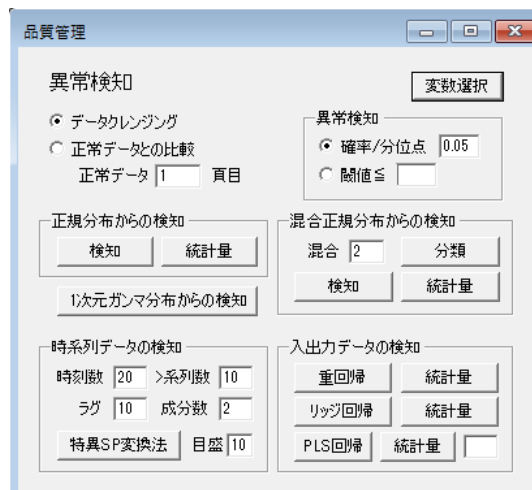 品質管理
異常検知
変数選択
データクレンジング
正常データとの比較
正常データ 1 頁目
異常検知
確率/分位点 0.05
閾値≦
正規分布からの検知
検知 統計量
1次元ガンマ分布からの検知
混合正規分布からの検知
混合 2 分類
検知 統計量
時系列データの検知
時刻数 20 >系列数 10
ラグ 10 成分数 2
特異SP変換法 目盛 10
入出力データの検知
重回帰 統計量
リッジ回帰 統計量
PLS回帰 統計量